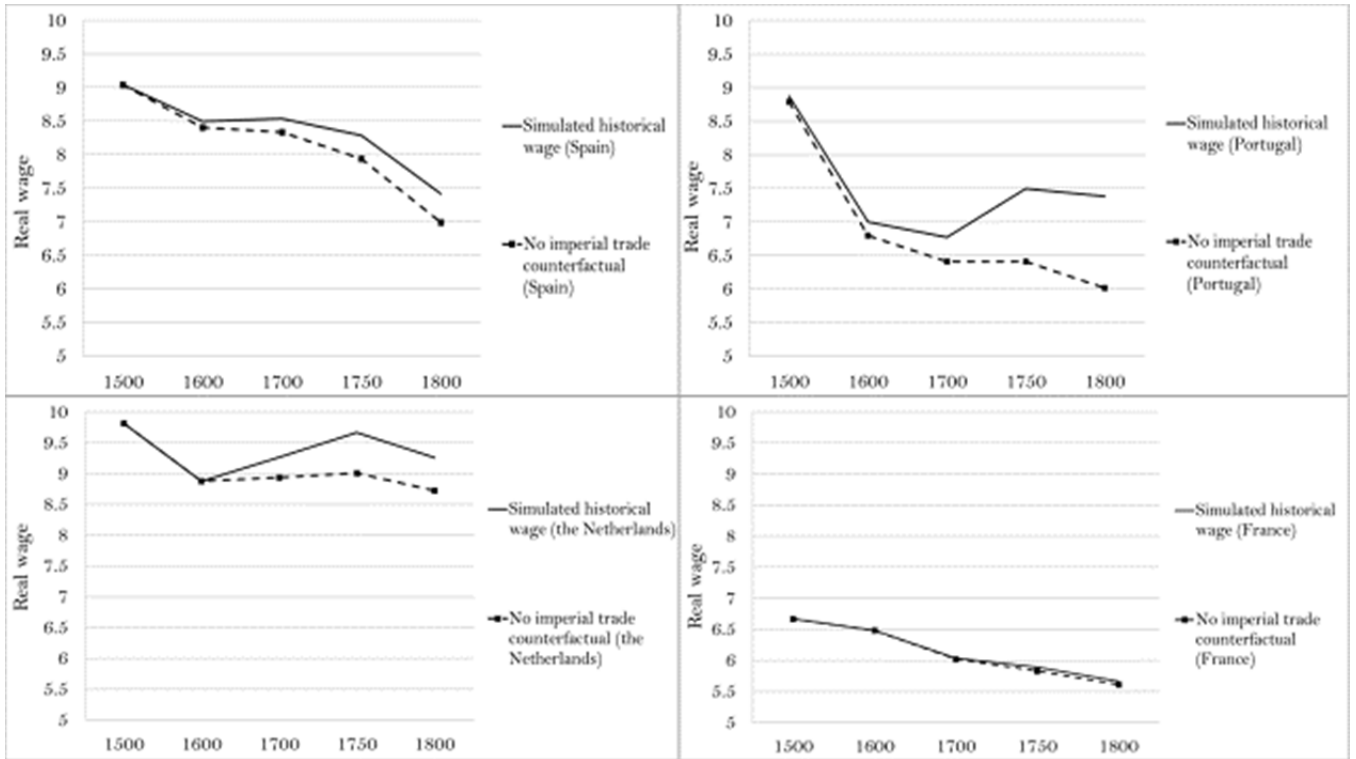 10
9.5
9
8.5
8
7.5
7
6.5
6
5.5
5
Real wage
1500 1600 1700 1750 1800
Simulated historical
wage (Spain)
No imperial trade
counterfactual
(Spain)
10
9.5
9
8.5
8
7.5
7
6.5
6
5.5
5
Real wage
1500 1600 1700 1750 1800
Simulated historical
wage (Portugal)
No imperial trade
counterfactual
(Portugal)
10
9.5
9
8.5
8
7.5
7
6.5
6
5.5
5
Real wage
1500 1600 1700 1750 1800
Simulated historical
wage (the Netherlands)
No imperial trade
counterfactual (the
Netherlands)
10
9.5
9
8.5
8
7.5
7
6.5
6
5.5
5
Real wage
1500 1600 1700 1750 1800
Simulated historical
wage (France)
No imperial trade
counterfactual
(France)